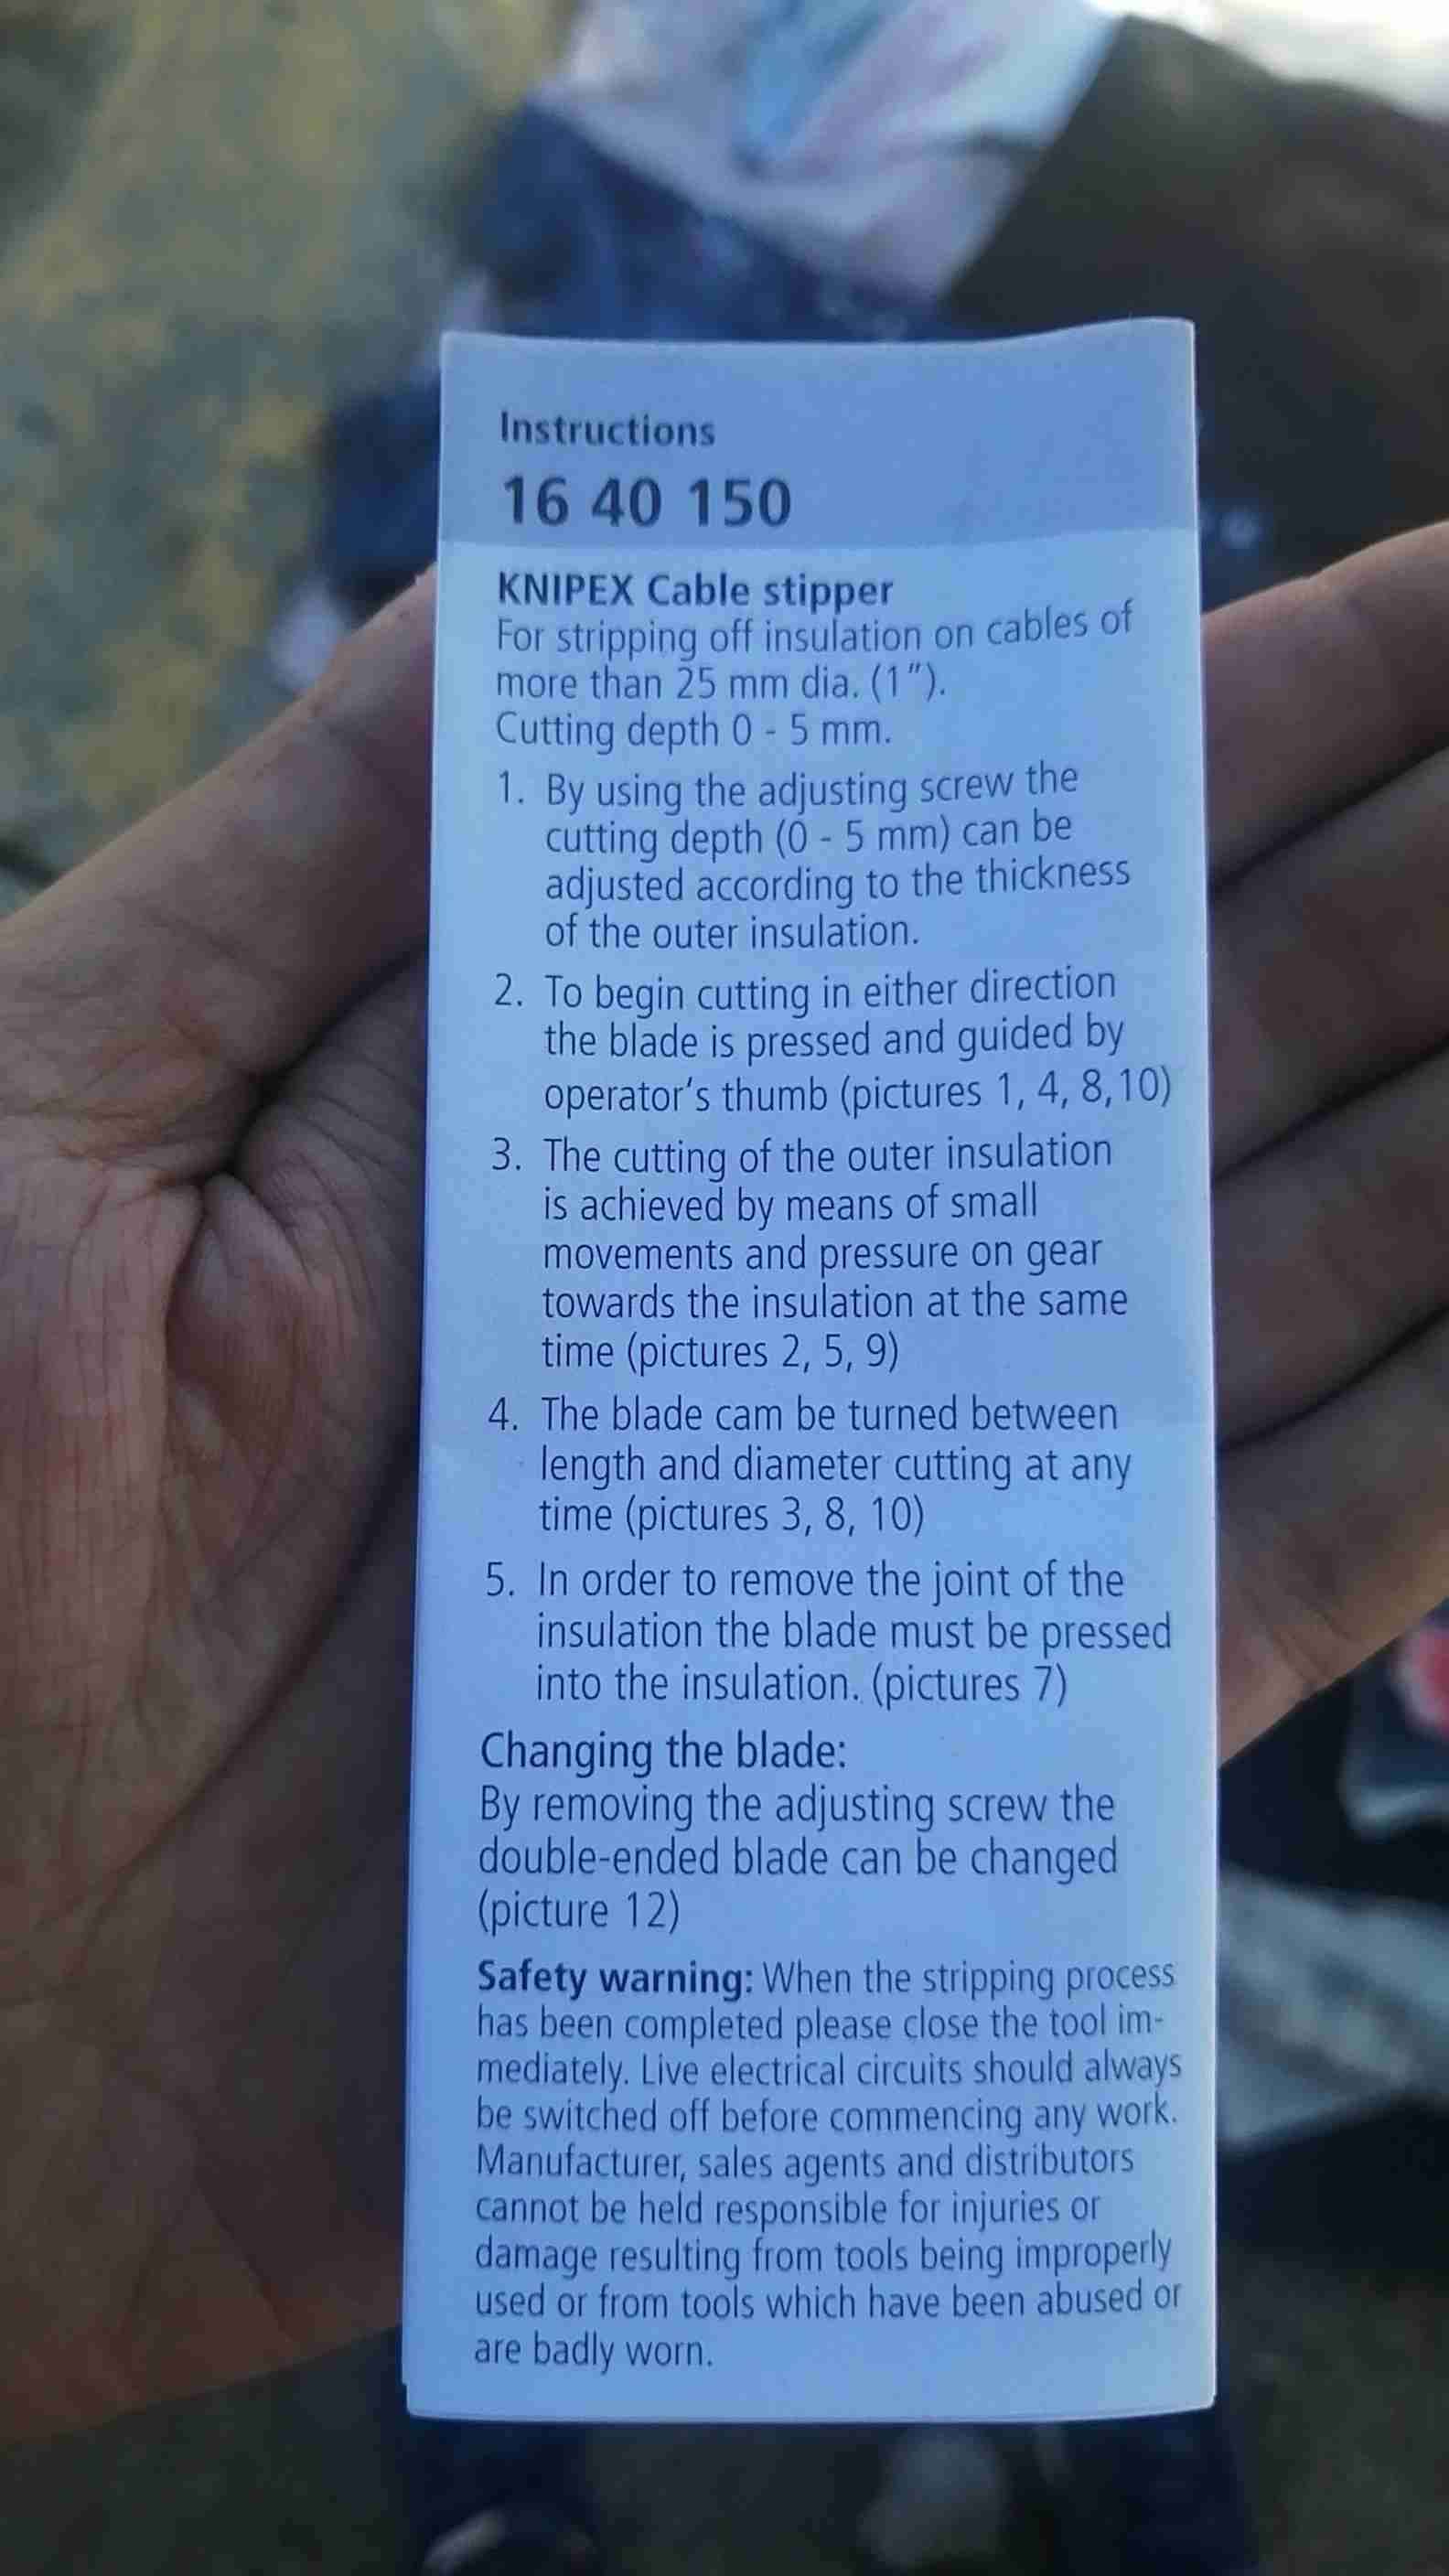 Instructions
16 40 150
KNIPEX Cable stipper
For stripping off insulation on cables of
more than 25 mm dia. (1”).
Cutting depth 0 - 5 mm.
1. By using the adjusting screw the
cutting depth (0 - 5 mm) can be
adjusted according to the thickness
of the outer insulation.
2. To begin cutting in either direction
the blade is pressed and guided by
operator’s thumb (pictures 1, 4, 8,10)
3. The cutting of the outer insulation
is achieved by means of small
movements and pressure on gear
towards the insulation at the same
time (pictures 2, 5, 9)
4. The blade cam be turned between
length and diameter cutting at any
time (pictures 3, 8, 10)
5. In order to remove the joint of the
insulation the blade must be pressed
into the insulation. (pictures 7)
Changing the blade:
By removing the adjusting screw the
double-ended blade can be changed
(picture 12)
Safety warning: When the stripping process
has been completed please close the tool im-
mediately. Live electrical circuits should always
be switched off before commencing any work.
Manufacturer, sales agents and distributors
cannot be held responsible for injuries or
damage resulting from tools being improperly
used or from tools which have been abused or
are badly worn.